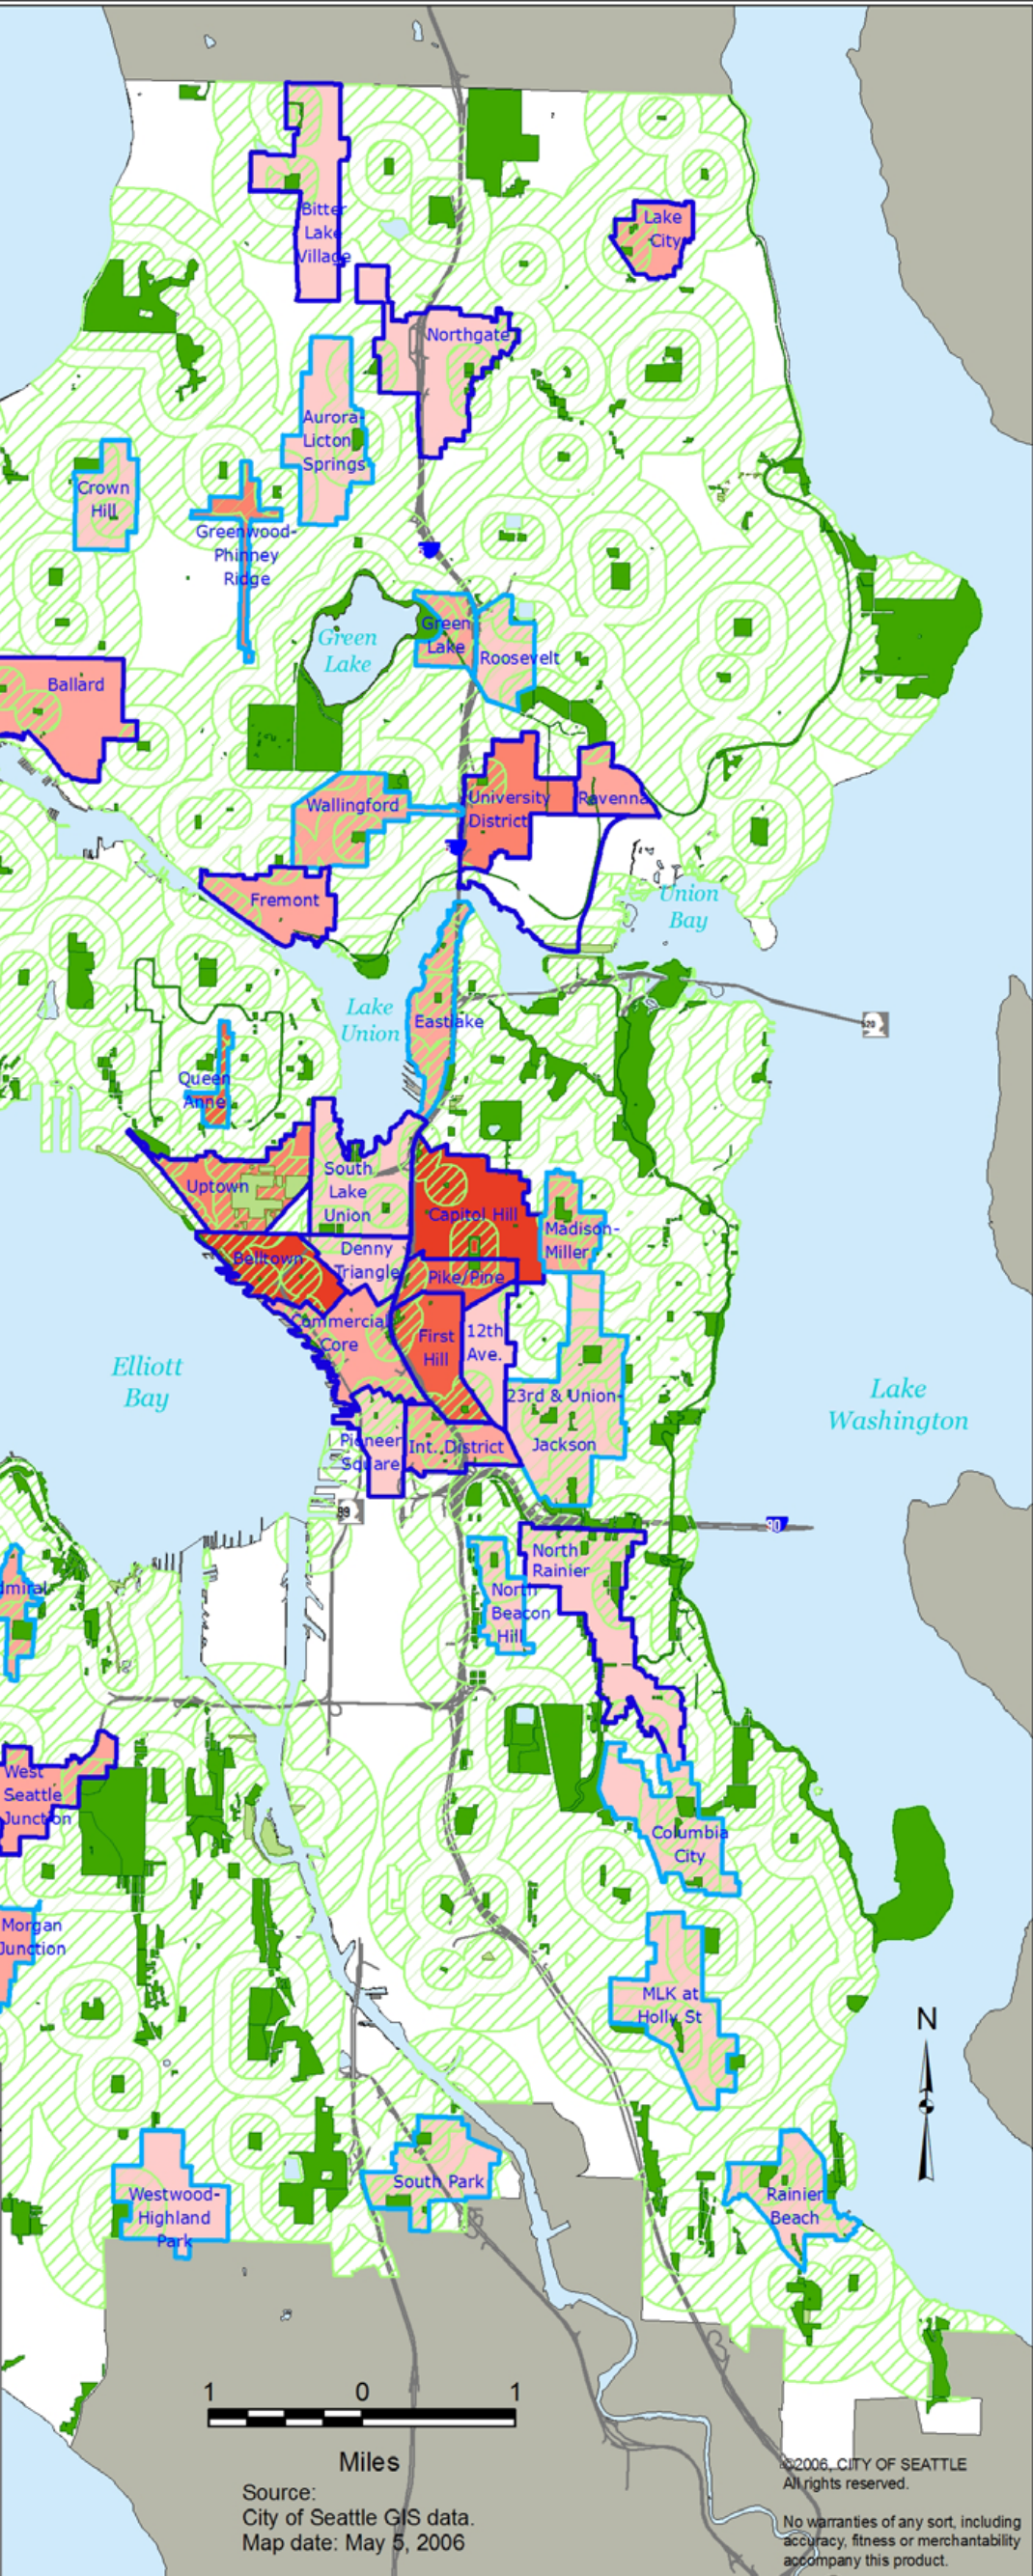 Bitter
Lake
Village
Lake
City
Northgate
Aurora-
Licton
Springs
Crown
Hill
Greenwood-
Phinney
Ridge
Green
Lake
Green
Lake
Roosevelt
Ballard
Wallingford
University
District
Ravenna
Fremont
Union
Bay
Lake
Union
Eastlake
520
Queen
Anne
Uptown
South
Lake
Union
Capitol Hill
Madison-
Miller
Belltown
Denny
Triangle
Pike/Pine
Commercial
Core
First
Hill
12th
Ave.
Elliott
Bay
23rd & Union-
Jackson
Lake
Washington
Pioneer
Square
Int. District
99
90
North
Rainier
North
Beacon
Hill
dmiral
West
Seattle
Junction
Columbia
City
Morgan
Junction
MLK at
Holly St
N
South Park
Westwood-
Highland
Park
Rainier
Beach
1 0 1
Miles
Source:
City of Seattle GIS data.
Map date: May 5, 2006
©2006, CITY OF SEATTLE
All rights reserved.
No warranties of any sort, including
accuracy, fitness or merchantability
accompany this product.